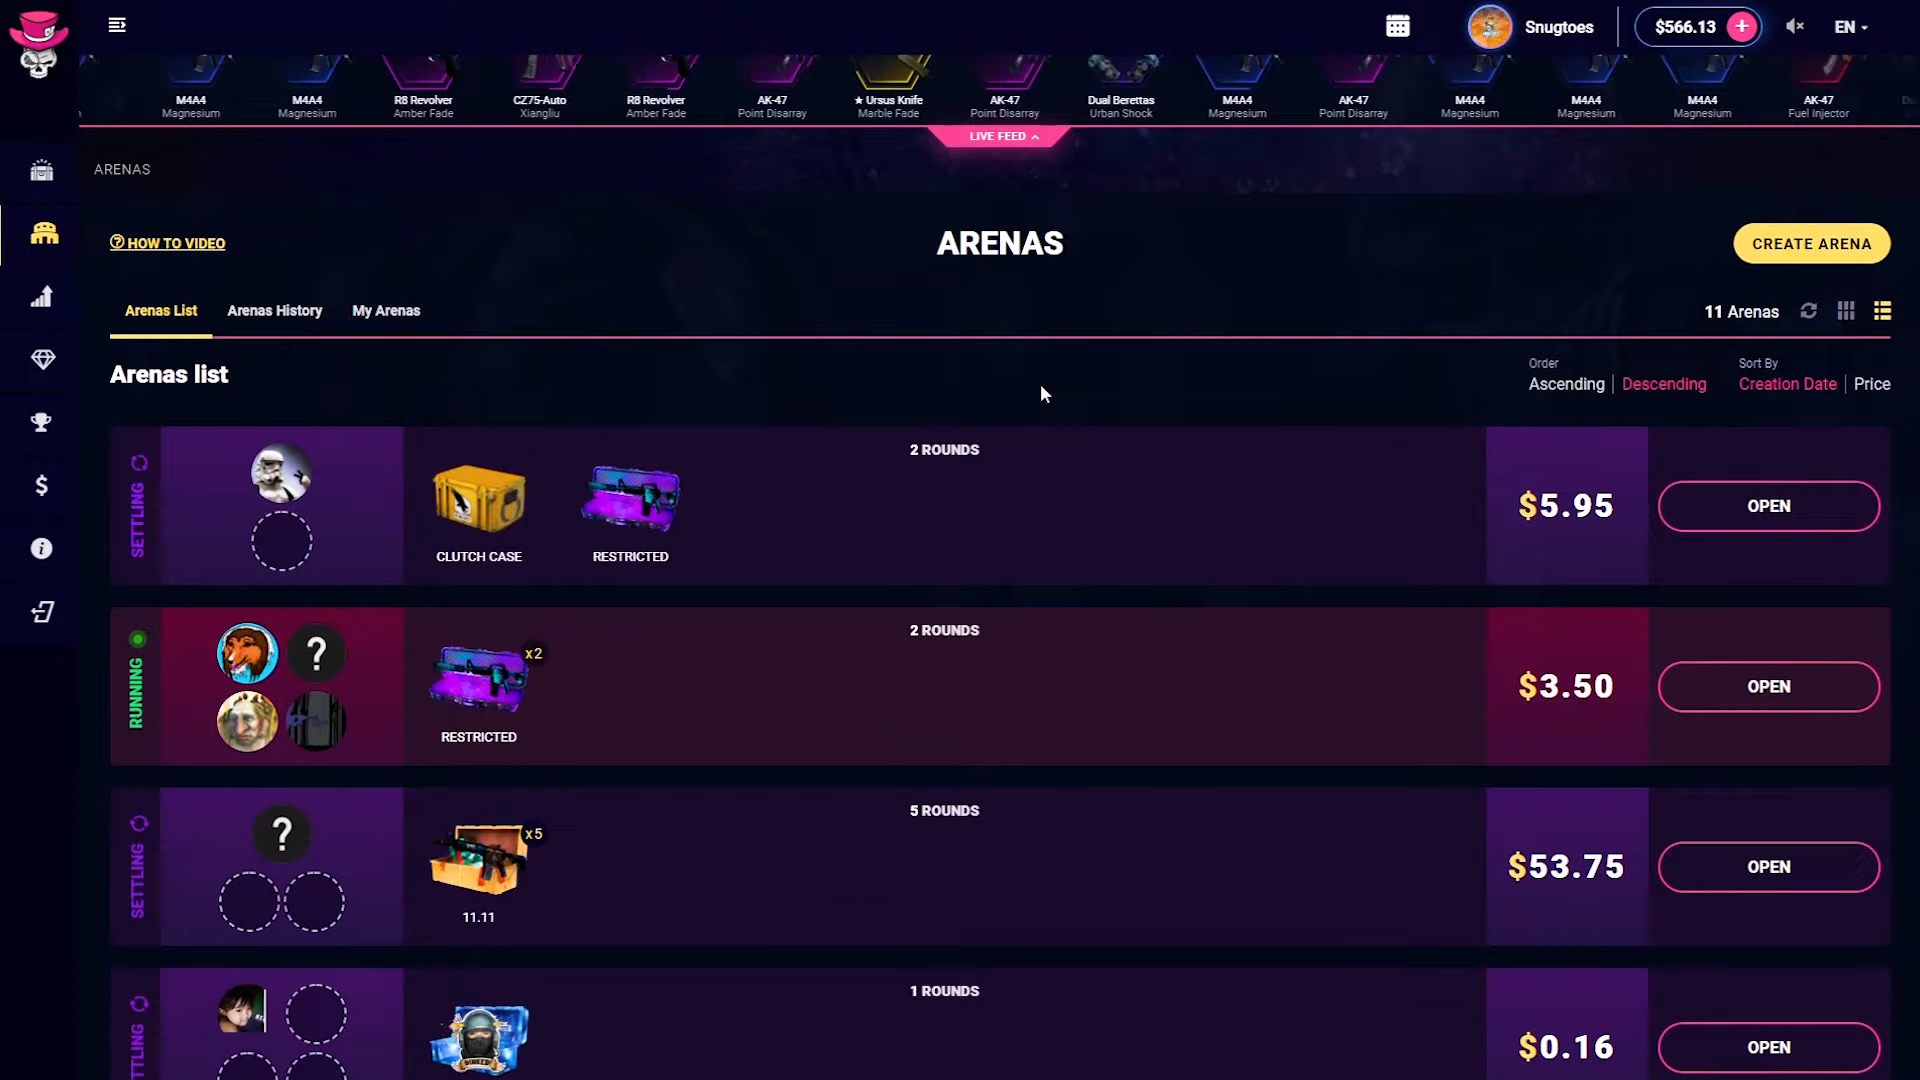 Snugtoes
$566.13
EN
M4A4
Magnesium
M4A4
Magnesium
R8 Revolver
Amber Fade
CZ75-Auto
Xiangliu
R8 Revolver
Amber Fade
AK-47
Point Disarray
★ Ursus Knife
Marble Fade
AK-47
Point Disarray
Dual Berettas
Urban Shock
M4A4
Magnesium
AK-47
Point Disarray
M4A4
Magnesium
M4A4
Magnesium
M4A4
Magnesium
AK-47
Fuel Injector
LIVE FEED
ARENAS
HOW TO VIDEO
ARENAS
CREATE ARENA
Arenas List
Arenas History
My Arenas
11 Arenas
Arenas list
Order
Ascending | Descending
Sort By
Creation Date | Price
SETTLING
2 ROUNDS
CLUTCH CASE
RESTRICTED
$5.95
OPEN
RUNNING
?
2 ROUNDS
x2
RESTRICTED
$3.50
OPEN
SETTLING
?
5 ROUNDS
x5
11.11
$53.75
OPEN
1 ROUNDS
$0.16
OPEN